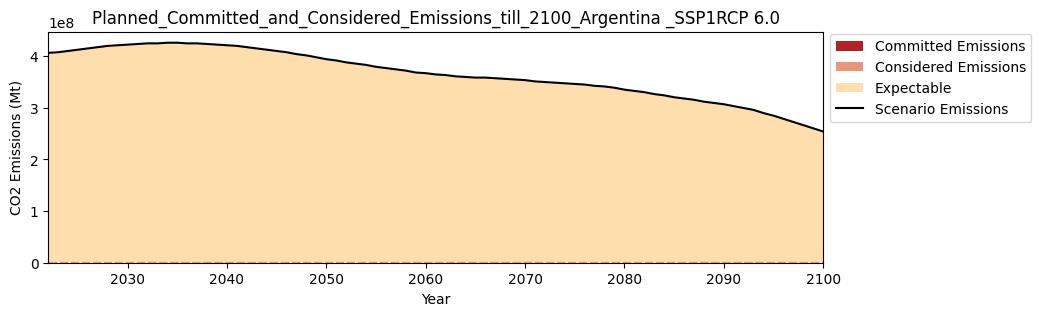 Planned_Committed_and_Considered_Emissions_till_2100_Argentina _SSP1RCP 6.0
1e8
4
3
2
1
0
CO2 Emissions (Mt)
2030 2040 2050 2060 2070 2080 2090 2100
Year
Committed Emissions
Considered Emissions
Expectable
Scenario Emissions